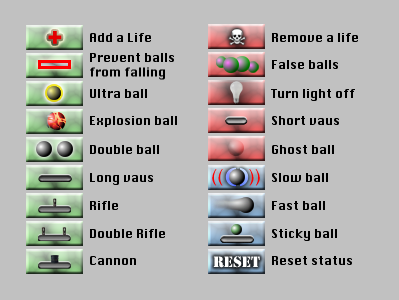 Add a Life
Prevent balls
from falling
Ultra ball
Explosion ball
Double ball
Long vaus
Rifle
Double Rifle
Cannon
Remove a life
False balls
Turn light off
Short vaus
Ghost ball
Slow ball
Fast ball
Sticky ball
RESET Reset status